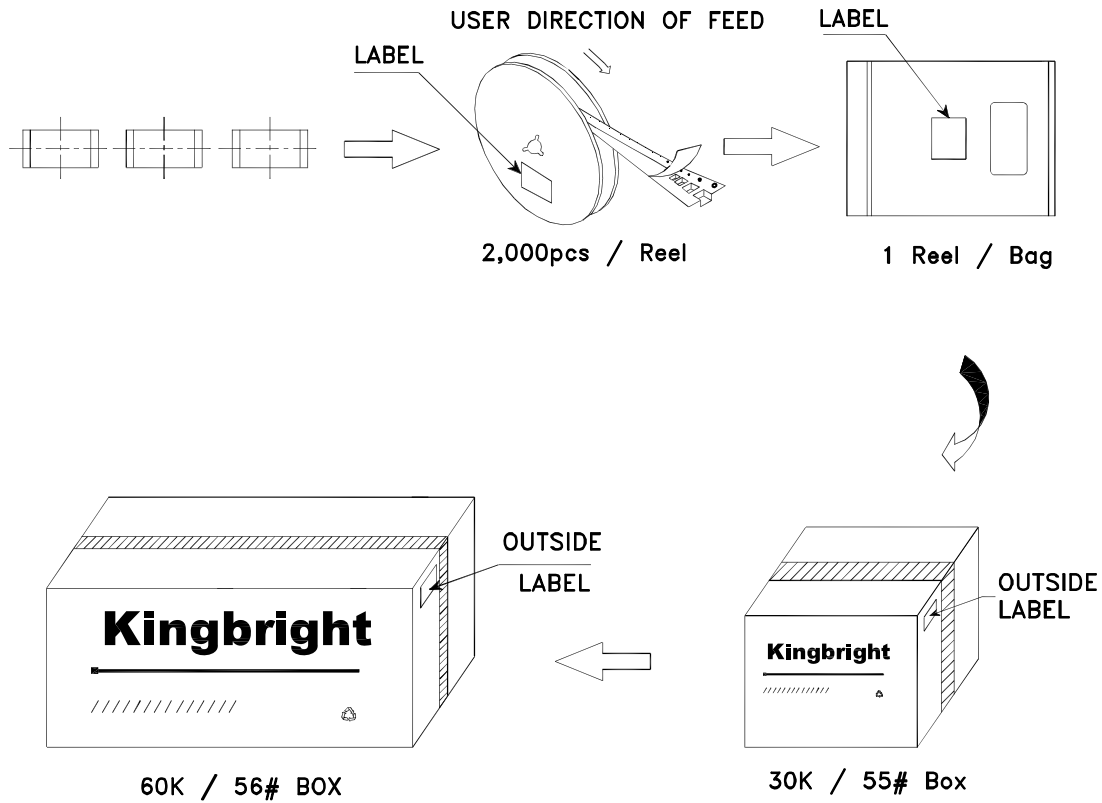 USER DIRECTION OF FEED
LABEL
LABEL
2,000pcs / Reel
1 Reel / Bag
OUTSIDE
LABEL
Kingbright
60K / 56# BOX
OUTSIDE
LABEL
Kingbright
30K / 55# Box